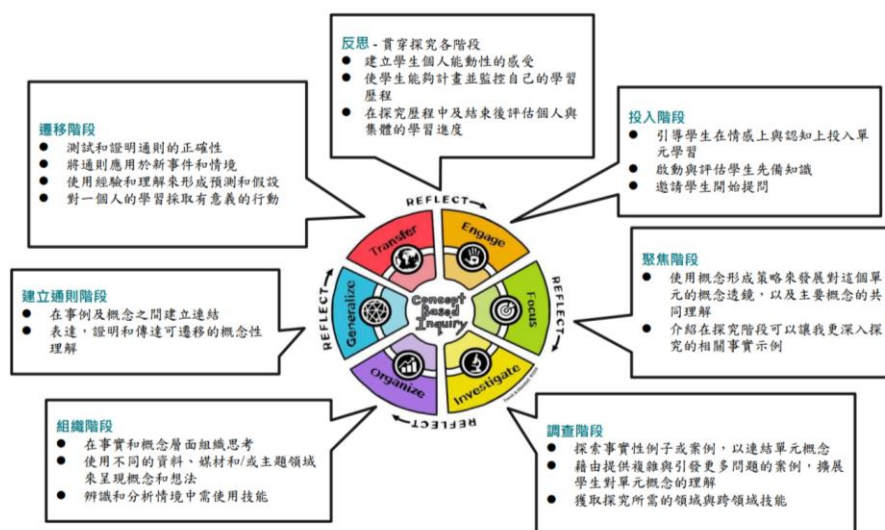 反思 - 貫穿探究各階段
● 建立學生個人能動性的感受
● 使學生能夠計畫並監控自己的學習
歷程
● 在探究歷程中及結束後評估個人與
集體的學習進度
投入階段
● 引導學生在情感上與認知上投入單
元學習
● 啟動與評估學生先備知識
● 邀請學生開始提問
聚焦階段
● 使用概念形成策略來發展對這個單
元的概念透鏡，以及主要概念的共
同理解
● 介紹在探究階段可以讓我更深入探
究的相關事實示例
調查階段
● 探索事實性例子或案例，以連結單元概念
● 藉由提供複雜與引發更多問題的案例，擴展
學生對單元概念的理解
● 獲取探究所需的領域與跨領域技能
組織階段
● 在事實和概念層面組織思考
● 使用不同的資料、媒材和/或主題領域
來呈現概念和想法
● 辨識和分析情境中需使用技能
建立通則階段
● 在事例及概念之間建立連結
● 表達，證明和傳達可遷移的概念性
理解
遷移階段
● 測試和證明通則的正確性
● 將通則應用於新事件和情境
● 使用經驗和理解來形成預測和假設
● 對一個人的學習採取有意義的行動
REFLECT
Engage
REFLECT
Focus
Investigate
REFLECT
Organize
REFLECT
Generalize
Transfer
Concept
Based
Inquiry